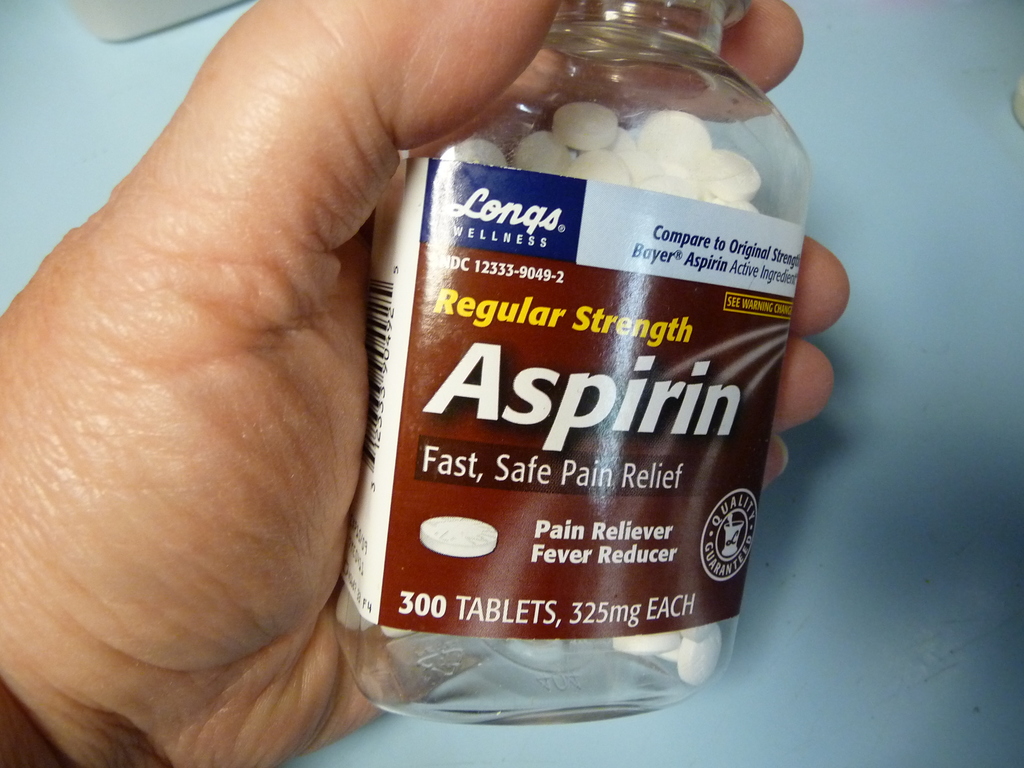 Longs®
WELLNESS
Compare to Original Strength
Bayer® Aspirin Active Ingredient
NDC 12333-9049-2
SEE WARNING CHANGE
Regular Strength
Aspirin
Fast, Safe Pain Relief
Pain Reliever
Fever Reducer
QUALITY
GUARANTEED
300 TABLETS, 325mg EACH